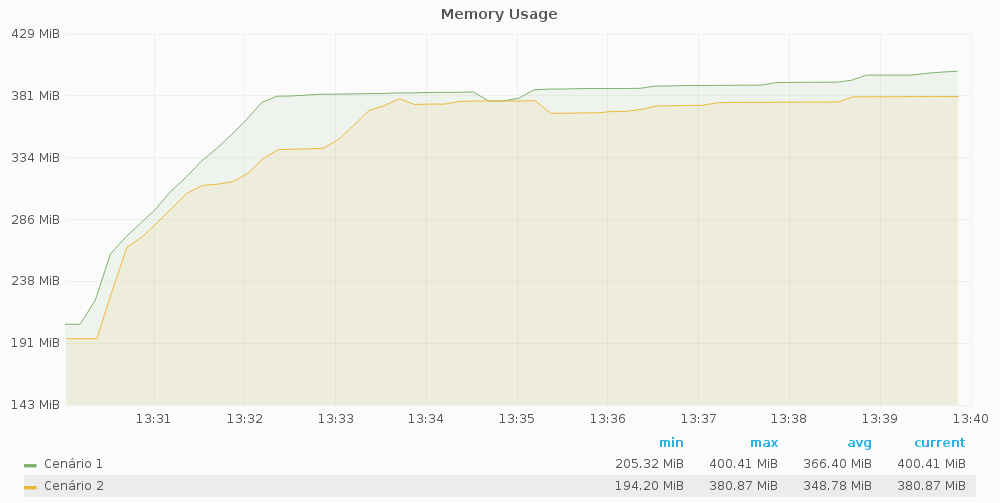 Memory Usage
429 MiB
381 MiB
334 MiB
286 MiB
238 MiB
191 MiB
143 MiB
13:31 13:32 13:33 13:34 13:35 13:36 13:37 13:38 13:39 13:40
min max avg current
Cenário 1 205.32 MiB 400.41 MiB 366.40 MiB 400.41 MiB
Cenário 2 194.20 MiB 380.87 MiB 348.78 MiB 380.87 MiB